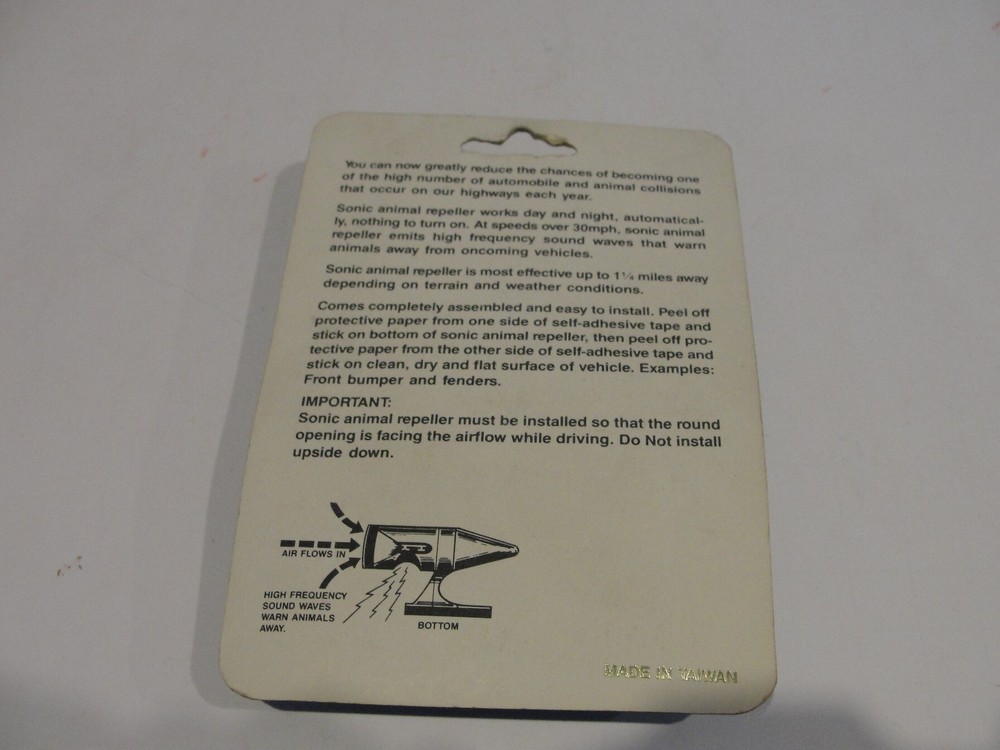 You can now greatly reduce the chances of becoming one
of the high number of automobile and animal collisions
that occur on our highways each year.
Sonic animal repeller works day and night, automatical-
ly, nothing to turn on. At speeds over 30mph, sonic animal
repeller emits high frequency sound waves that warn
animals away from oncoming vehicles.
Sonic animal repeller is most effective up to 1¼ miles away
depending on terrain and weather conditions.
Comes completely assembled and easy to install. Peel off
protective paper from one side of self-adhesive tape and
stick on bottom of sonic animal repeller, then peel off pro-
tective paper from the other side of self-adhesive tape and
stick on clean, dry and flat surface of vehicle. Examples:
Front bumper and fenders.
IMPORTANT:
Sonic animal repeller must be installed so that the round
opening is facing the airflow while driving. Do Not install
upside down.
AIR FLOWS IN
HIGH FREQUENCY
SOUND WAVES
WARN ANIMALS
AWAY.
BOTTOM
MADE IN TAIWAN